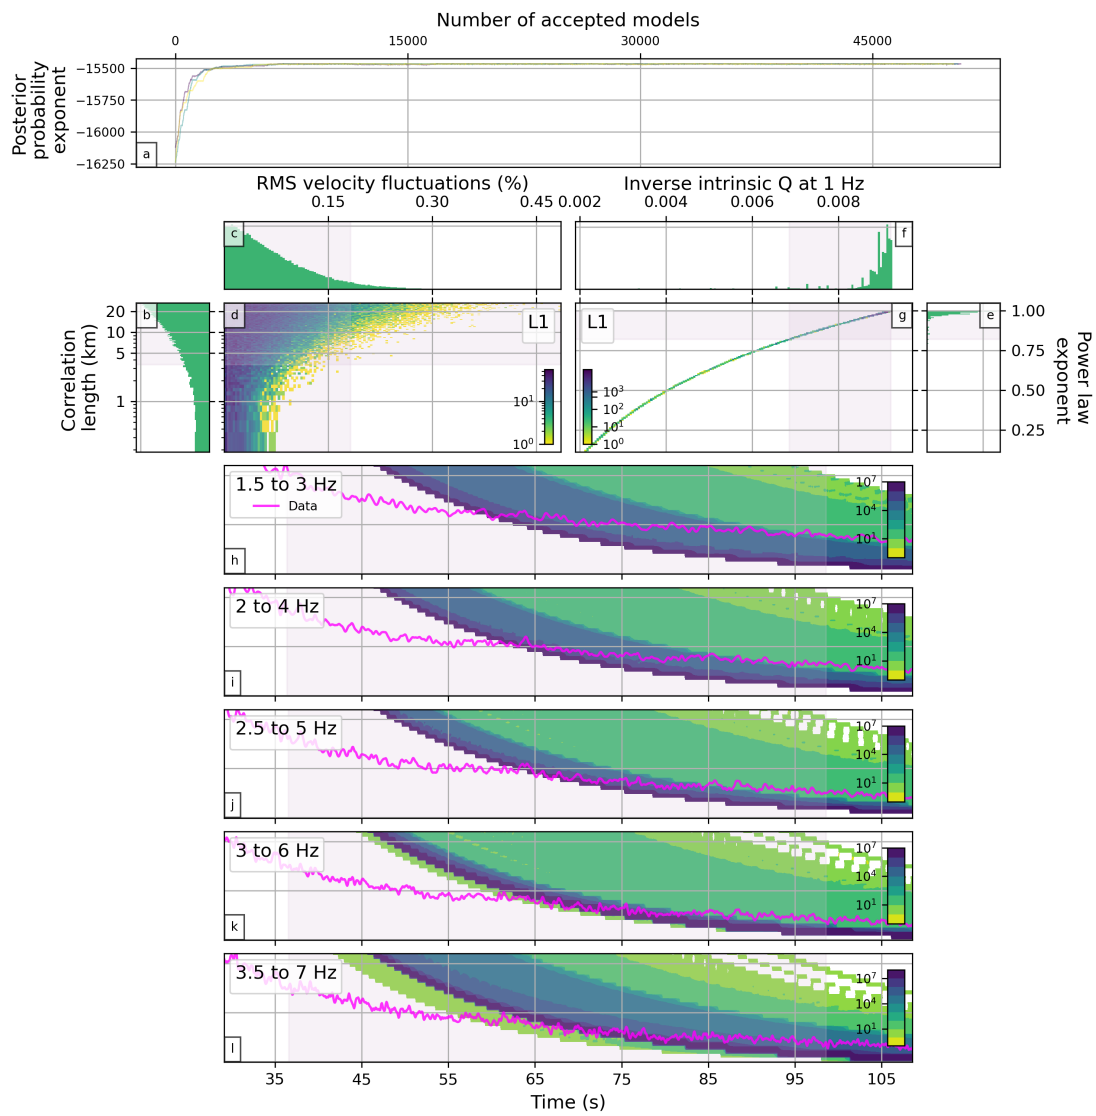 Number of accepted models
0 15000 30000 45000
Posterior
probability
exponent
−15500
−15750
−16000
−16250
a
RMS velocity fluctuations (%)
0.15 0.30 0.45
Inverse intrinsic Q at 1 Hz
0.002 0.004 0.006 0.008
c
f
Correlation
length (km)
20
10
5
1
b
d
L1
10¹
10⁰
L1
g
10³
10²
10¹
10⁰
e
1.00
0.75
0.50
0.25
Power law
exponent
1.5 to 3 Hz
Data
h
10⁷
10⁴
10¹
2 to 4 Hz
i
10⁷
10⁴
10¹
2.5 to 5 Hz
j
10⁷
10⁴
10¹
3 to 6 Hz
k
10⁷
10⁴
10¹
3.5 to 7 Hz
l
10⁷
10⁴
10¹
35 45 55 65 75 85 95 105
Time (s)